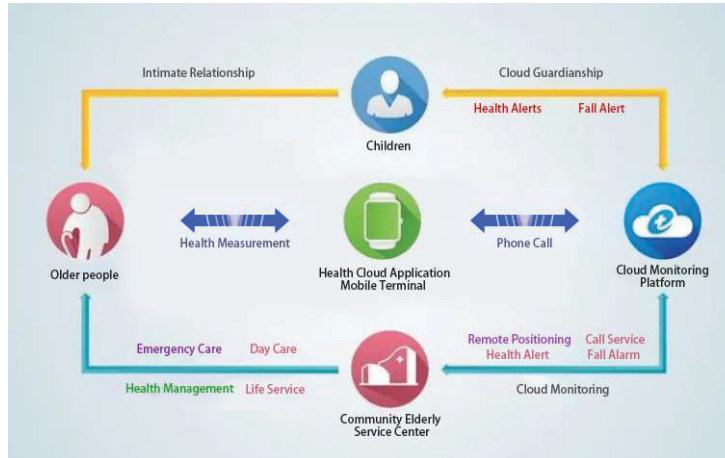 Intimate Relationship
Cloud Guardianship
Health Alerts Fall Alert
Children
Health Measurement
Phone Call
Older people
Health Cloud Application
Mobile Terminal
Cloud Monitoring
Platform
Emergency Care Day Care
Remote Positioning Call Service
Health Alert Fall Alarm
Health Management Life Service
Cloud Monitoring
Community Elderly
Service Center